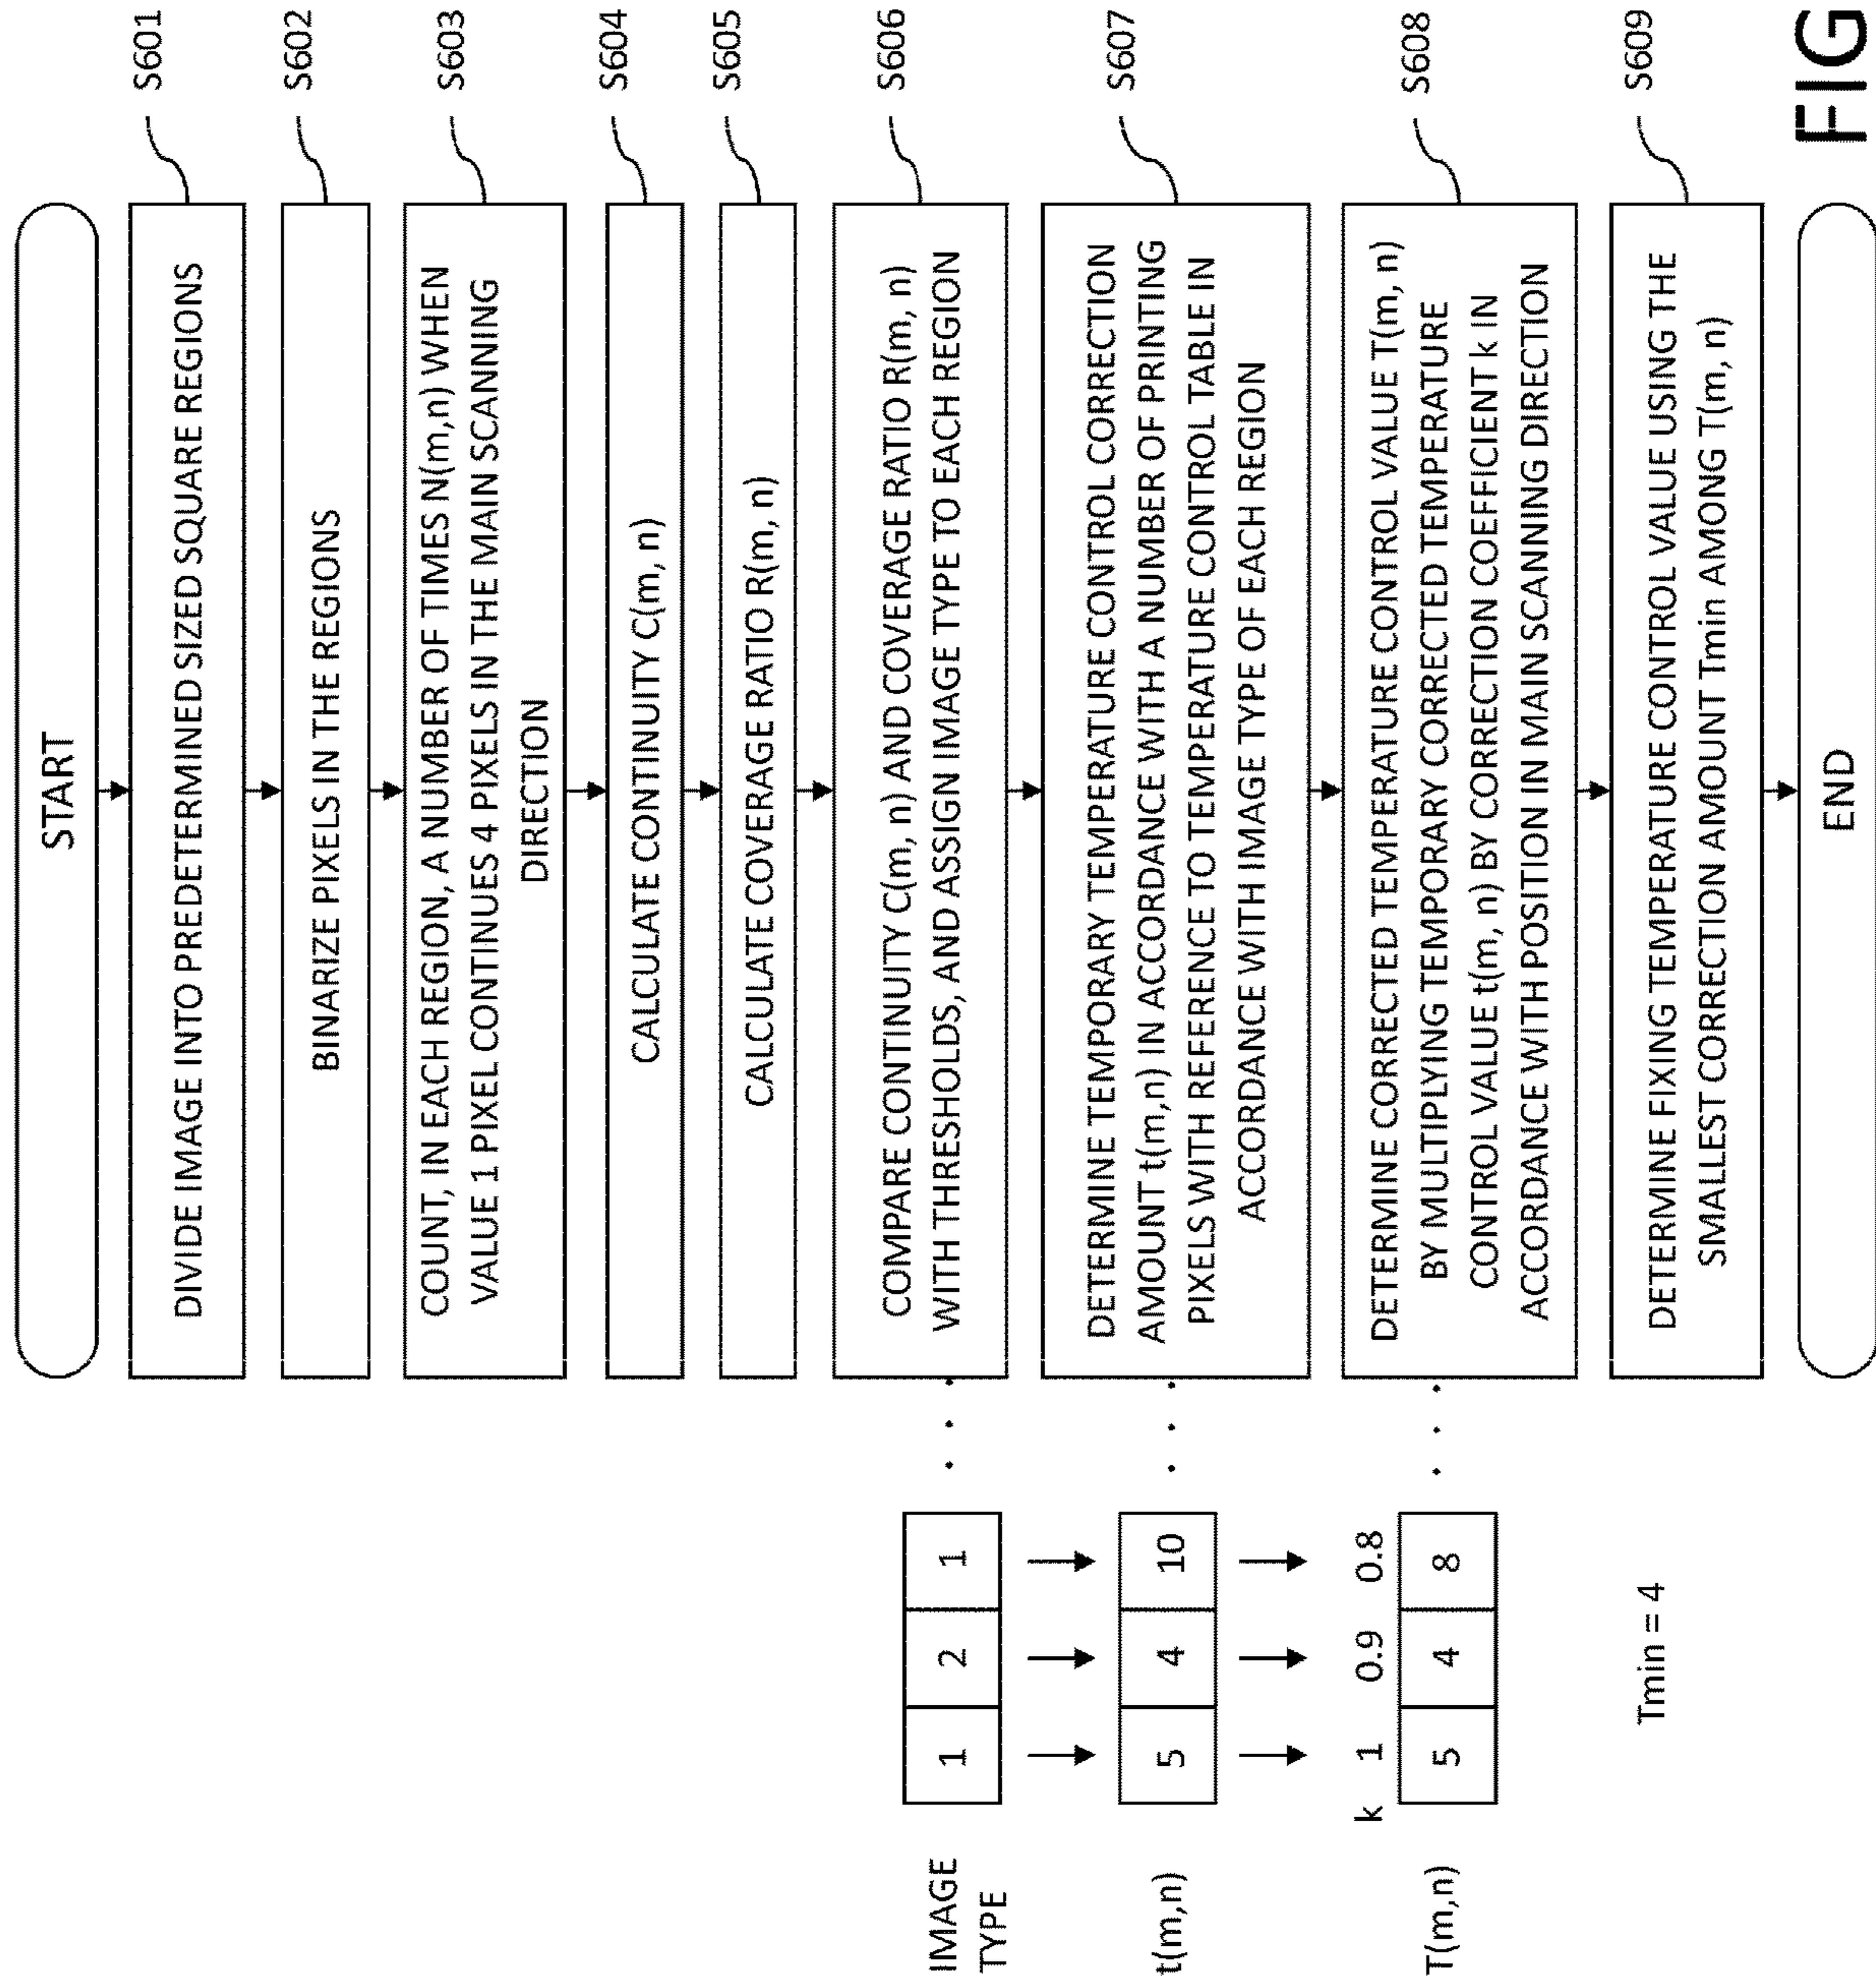 START
DIVIDE IMAGE INTO PREDETERMINED SIZED SQUARE REGIONS
S601
BINARIZE PIXELS IN THE REGIONS
S602
COUNT, IN EACH REGION, A NUMBER OF TIMES N(m,n) WHEN
VALUE 1 PIXEL CONTINUES 4 PIXELS IN THE MAIN SCANNING
DIRECTION
S603
CALCULATE CONTINUITY C(m, n)
S604
CALCULATE COVERAGE RATIO R(m, n)
S605
COMPARE CONTINUITY C(m, n) AND COVERAGE RATIO R(m, n)
WITH THRESHOLDS, AND ASSIGN IMAGE TYPE TO EACH REGION
S606
IMAGE
TYPE
1 2 1
DETERMINE TEMPORARY TEMPERATURE CONTROL CORRECTION
AMOUNT t(m,n) IN ACCORDANCE WITH A NUMBER OF PRINTING
PIXELS WITH REFERENCE TO TEMPERATURE CONTROL TABLE IN
ACCORDANCE WITH IMAGE TYPE OF EACH REGION
S607
t(m,n)
5 4 10
DETERMINE CORRECTED TEMPERATURE CONTROL VALUE T(m, n)
BY MULTIPLYING TEMPORARY CORRECTED TEMPERATURE
CONTROL VALUE t(m, n) BY CORRECTION COEFFICIENT k IN
ACCORDANCE WITH POSITION IN MAIN SCANNING DIRECTION
S608
k 1 0.9 0.8
T(m,n)
5 4 8
DETERMINE FIXING TEMPERATURE CONTROL VALUE USING THE
SMALLEST CORRECTION AMOUNT Tmin AMONG T(m, n)
S609
Tmin = 4
END
FIG